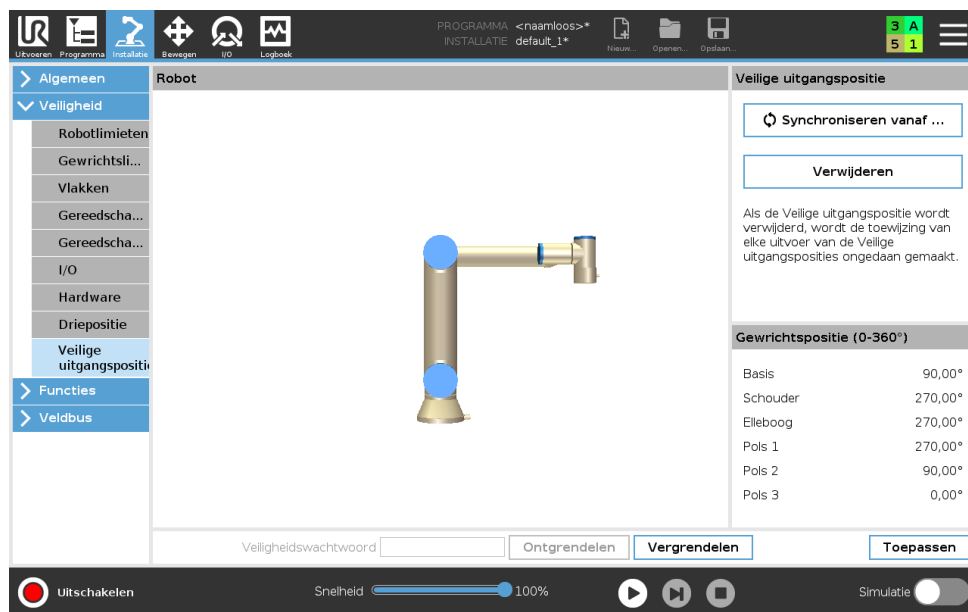 UR
Uitvoeren
Programma
Installatie
Bewegen
I/O
Logboek
PROGRAMMA <naamloos>*
INSTALLATIE default_1*
Nieuw...
Openen...
Opslaan...
3 A
5 1
Algemeen
Veiligheid
Robotlimieten
Gewrichtsli...
Vlakken
Gereedscha...
Gereedscha...
I/O
Hardware
Driepositie
Veilige
uitgangspositi
Functies
Veldbus
Robot
Veilige uitgangspositie
Synchroniseren vanaf ...
Verwijderen
Als de Veilige uitgangspositie wordt
verwijderd, wordt de toewijzing van
elke uitvoer van de Veilige
uitgangsposities ongedaan gemaakt.
Gewrichtspositie (0-360°)
Basis 90,00°
Schouder 270,00°
Elleboog 270,00°
Pols 1 270,00°
Pols 2 90,00°
Pols 3 0,00°
Veiligheidswachtwoord
Ontgrendelen
Vergrendelen
Toepassen
Uitschakelen
Snelheid 100%
Simulatie